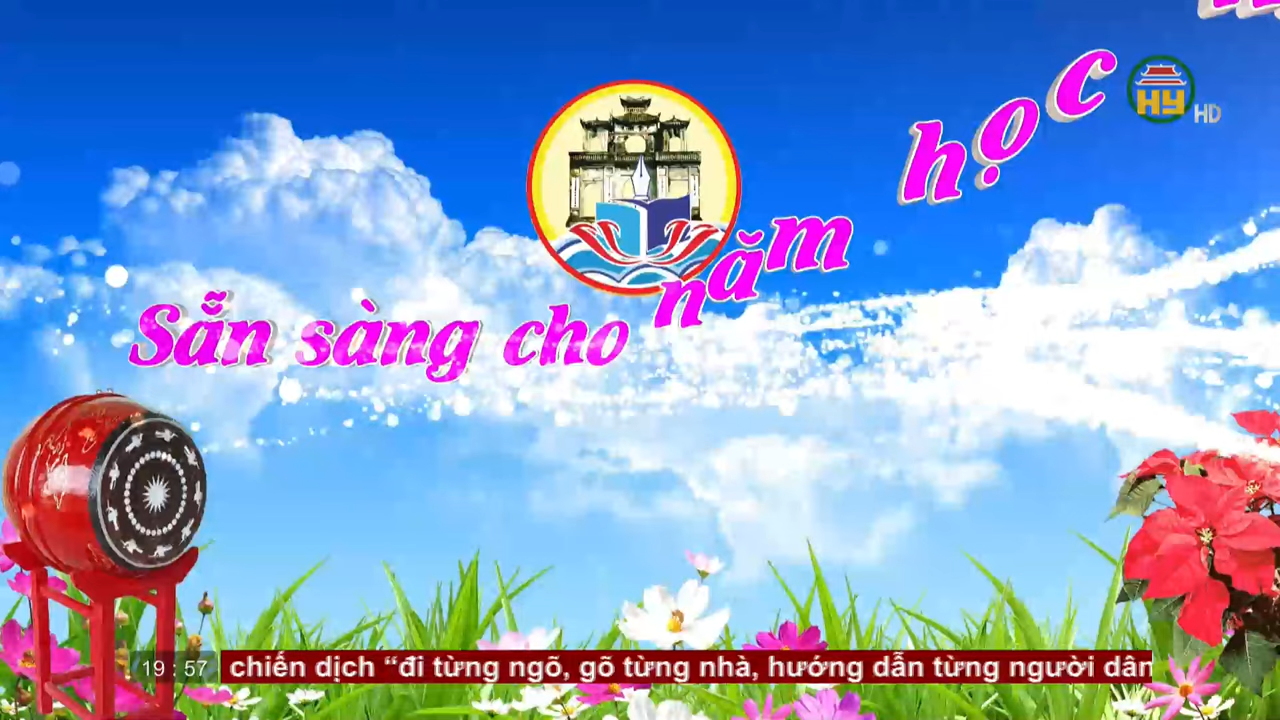 Sẵn sàng cho năm học
HY HD
19 : 57
chiến dịch “đi từng ngõ, gõ từng nhà, hướng dẫn từng người dân